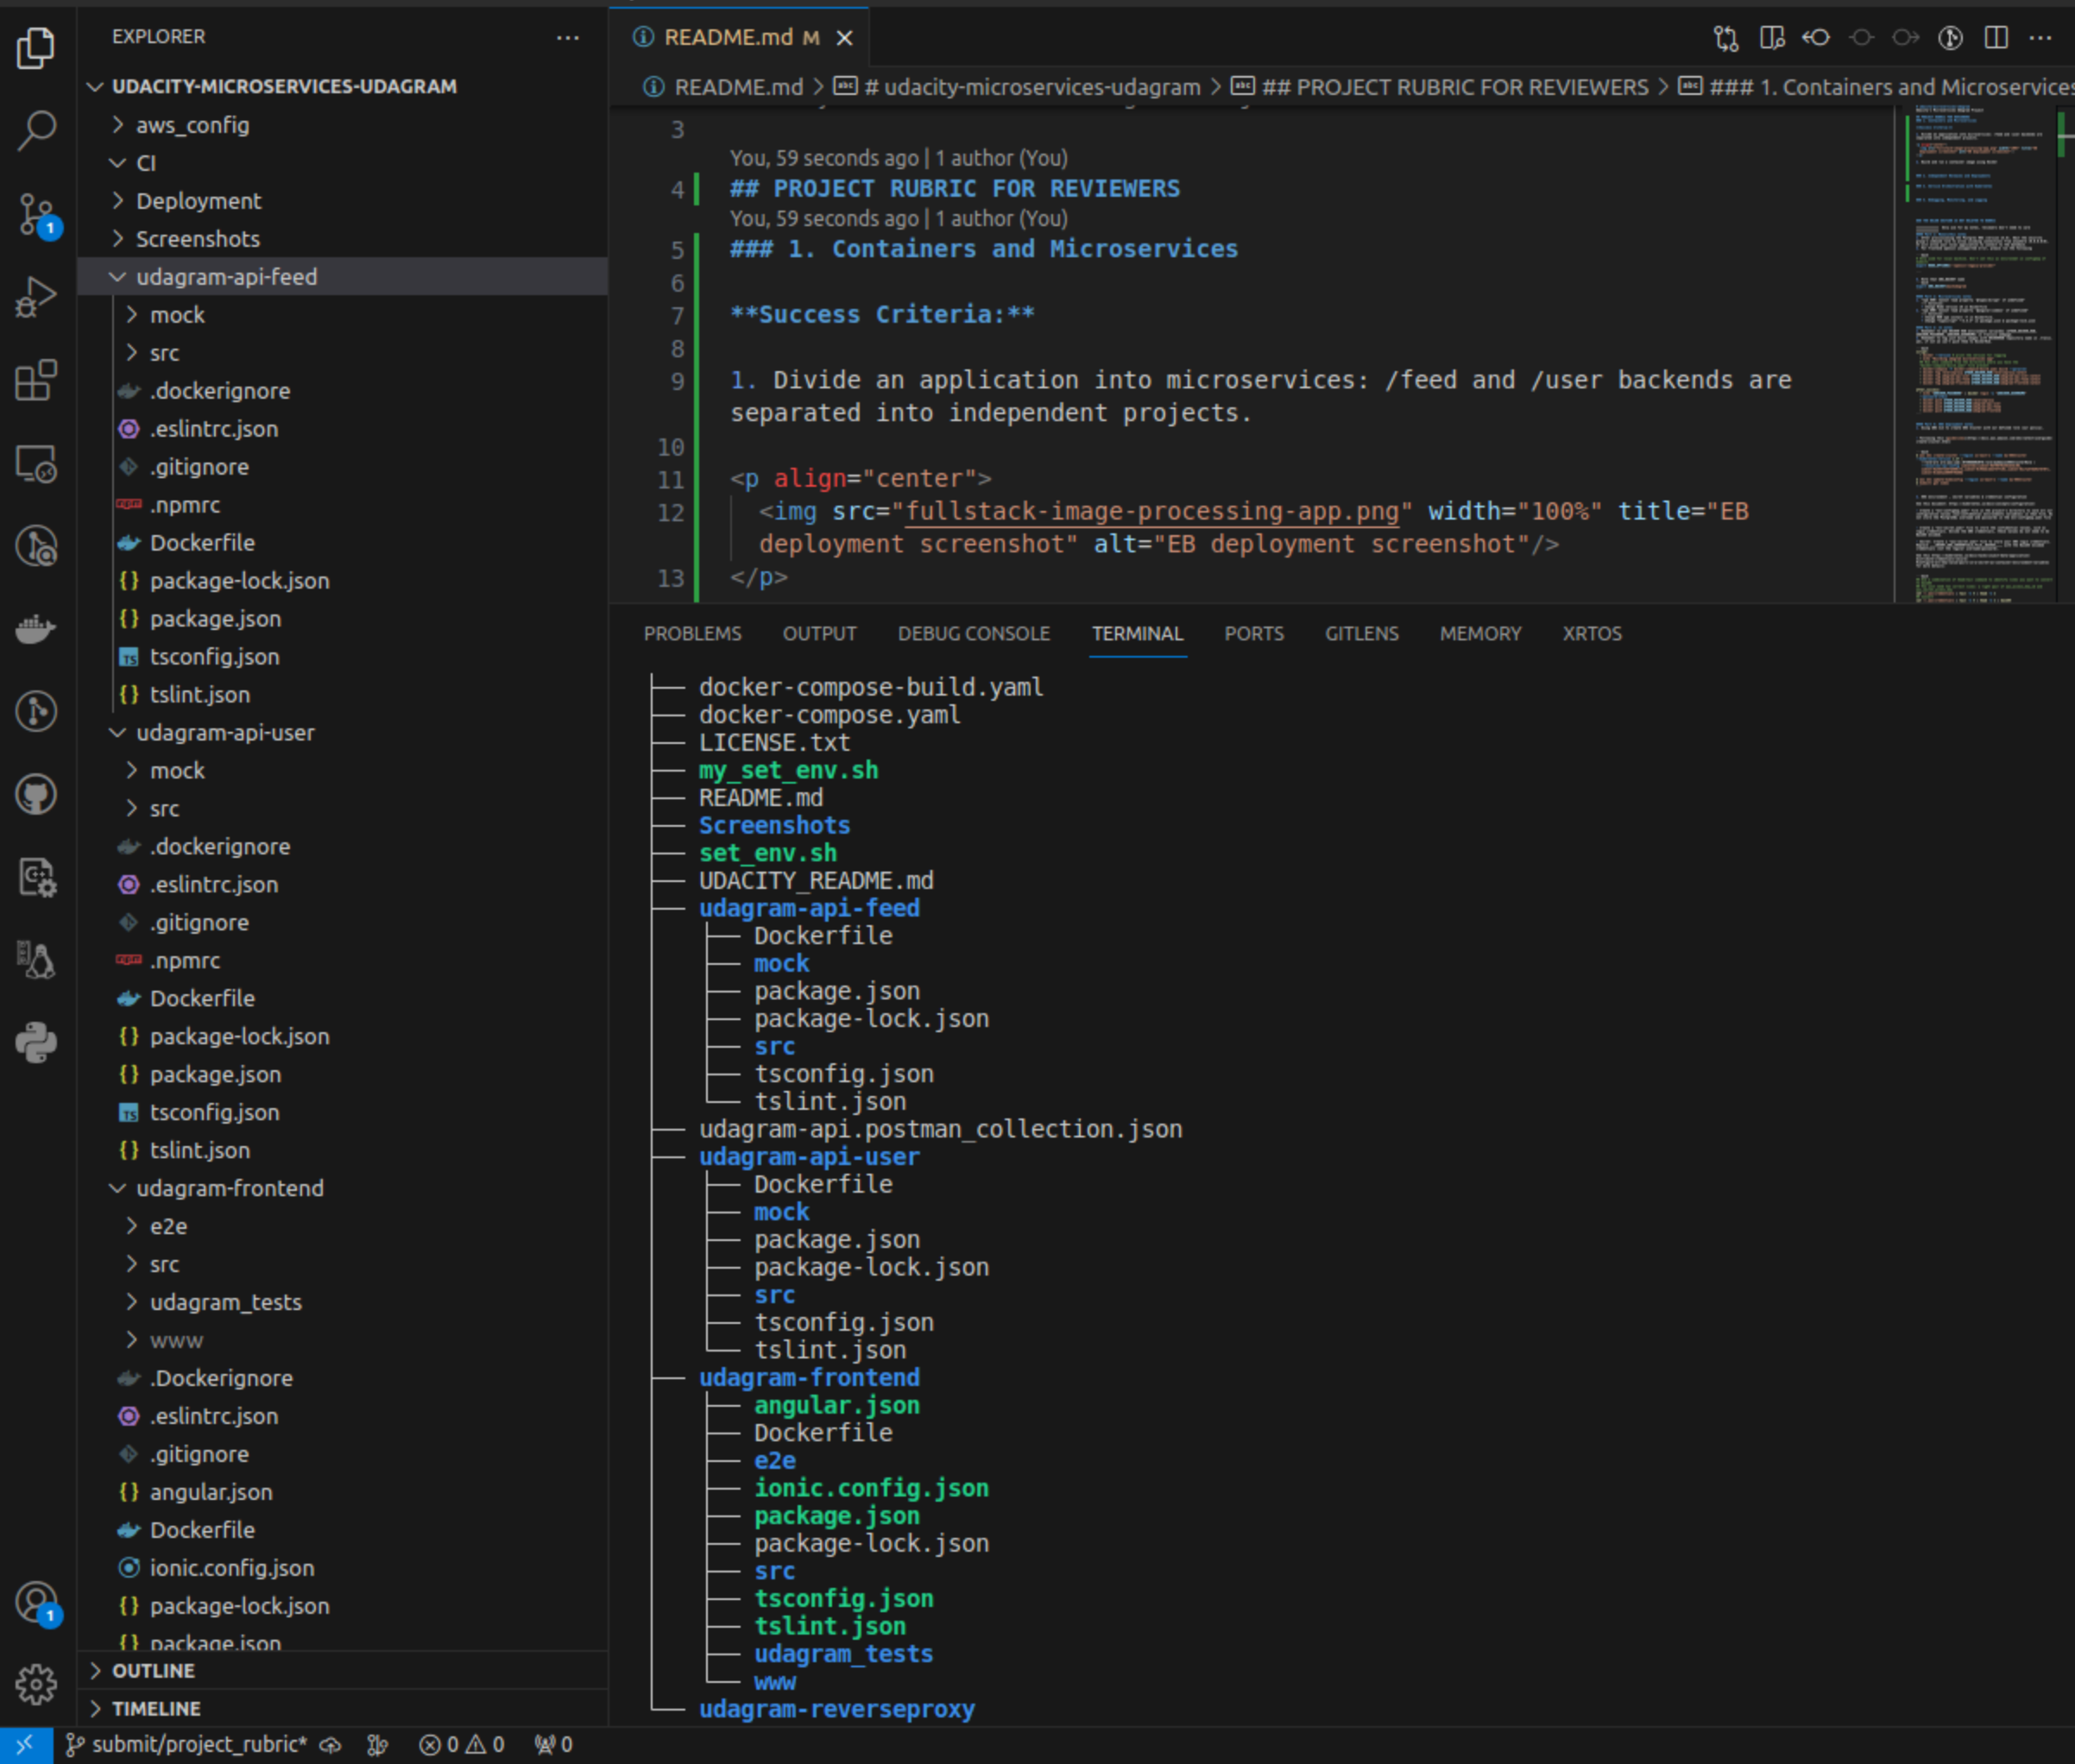 EXPLORER
UDACITY-MICROSERVICES-UDAGRAM
aws_config
CI
Deployment
Screenshots
udagram-api-feed
mock
src
.dockerignore
.eslintrc.json
.gitignore
.npmrc
Dockerfile
package-lock.json
package.json
tsconfig.json
tslint.json
udagram-api-user
mock
src
.dockerignore
.eslintrc.json
.gitignore
.npmrc
Dockerfile
package-lock.json
package.json
tsconfig.json
tslint.json
udagram-frontend
e2e
src
udagram_tests
www
.Dockerignore
.eslintrc.json
.gitignore
angular.json
Dockerfile
ionic.config.json
package-lock.json
package.json
OUTLINE
TIMELINE
1
1
README.md M
README.md > # udacity-microservices-udagram > ## PROJECT RUBRIC FOR REVIEWERS > ### 1. Containers and Microservices
3
You, 59 seconds ago | 1 author (You)
4 ## PROJECT RUBRIC FOR REVIEWERS
You, 59 seconds ago | 1 author (You)
5 ### 1. Containers and Microservices
6
7 **Success Criteria:**
8
9 1. Divide an application into microservices: /feed and /user backends are
separated into independent projects.
10
11 <p align="center">
12 <img src="fullstack-image-processing-app.png" width="100%" title="EB
deployment screenshot" alt="EB deployment screenshot"/>
13 </p>
PROBLEMS OUTPUT DEBUG CONSOLE TERMINAL PORTS GITLENS MEMORY XRTOS
├── docker-compose-build.yaml
├── docker-compose.yaml
├── LICENSE.txt
├── my_set_env.sh
├── README.md
├── Screenshots
├── set_env.sh
├── UDACITY_README.md
├── udagram-api-feed
│   ├── Dockerfile
│   ├── mock
│   ├── package.json
│   ├── package-lock.json
│   ├── src
│   ├── tsconfig.json
│   └── tslint.json
├── udagram-api.postman_collection.json
├── udagram-api-user
│   ├── Dockerfile
│   ├── mock
│   ├── package.json
│   ├── package-lock.json
│   ├── src
│   ├── tsconfig.json
│   └── tslint.json
├── udagram-frontend
│   ├── angular.json
│   ├── Dockerfile
│   ├── e2e
│   ├── ionic.config.json
│   ├── package.json
│   ├── package-lock.json
│   ├── src
│   ├── tsconfig.json
│   ├── tslint.json
│   ├── udagram_tests
│   └── www
└── udagram-reverseproxy
submit/project_rubric* 0 0 0